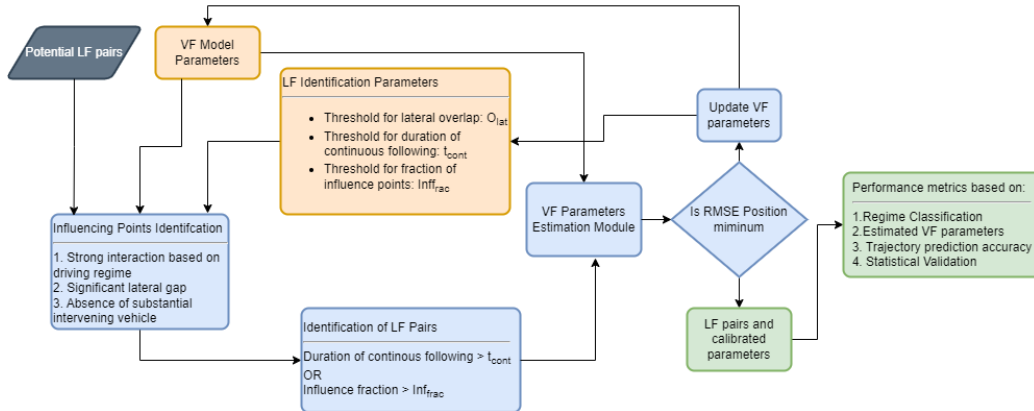 Potential LF pairs
VF Model
Parameters
LF Identification Parameters
• Threshold for lateral overlap: Olat
• Threshold for duration of
continuous following: tcont
• Threshold for fraction of
influence points: Inffrac
Update VF
parameters
Influencing Points Identifcation
1. Strong interaction based on
driving regime
2. Significant lateral gap
3. Absence of substantial
intervening vehicle
VF Parameters
Estimation Module
Is RMSE Position
miminum
Performance metrics based on:
1.Regime Classification
2.Estimated VF parameters
3. Trajectory prediction accuracy
4. Statistical Validation
Identification of LF Pairs
Duration of continous following > tcont
OR
Influence fraction > Inffrac
LF pairs and
calibrated
parameters